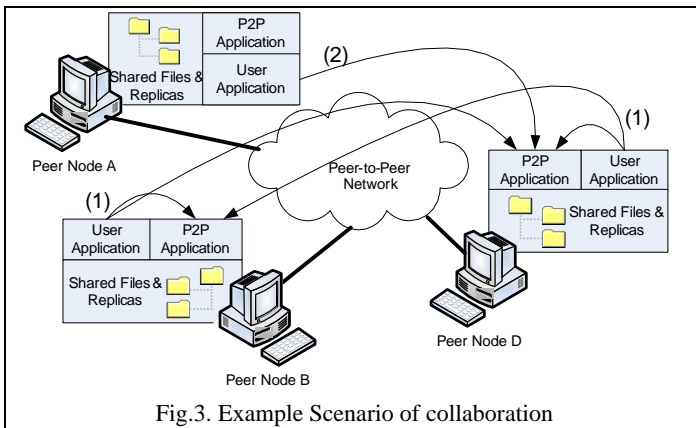 P2P
Application
User
Application
Shared Files &
Replicas
(2)
Peer Node A
Peer-to-Peer
Network
(1)
P2P
Application
User
Application
Shared Files &
Replicas
(1)
User
Application
P2P
Application
Shared Files &
Replicas
Peer Node D
Peer Node B
Fig.3. Example Scenario of collaboration